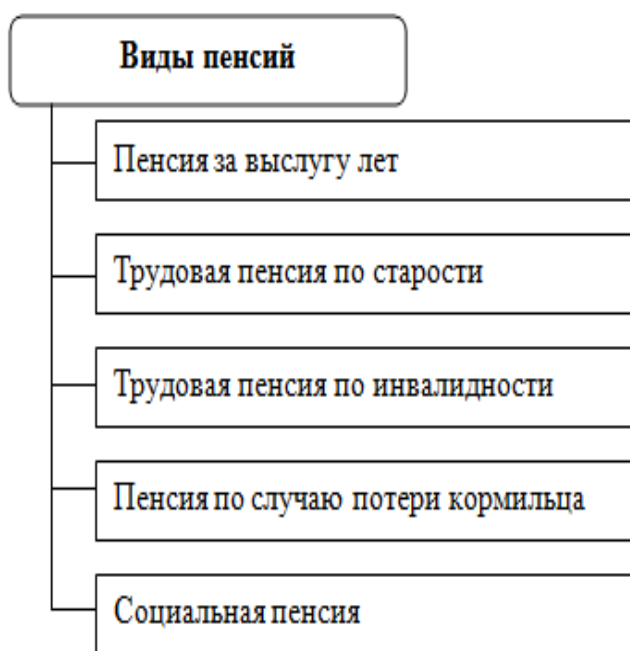 Виды пенсий
Пенсия за выслугу лет
Трудовая пенсия по старости
Трудовая пенсия по инвалидности
Пенсия по случаю потери кормильца
Социальная пенсия